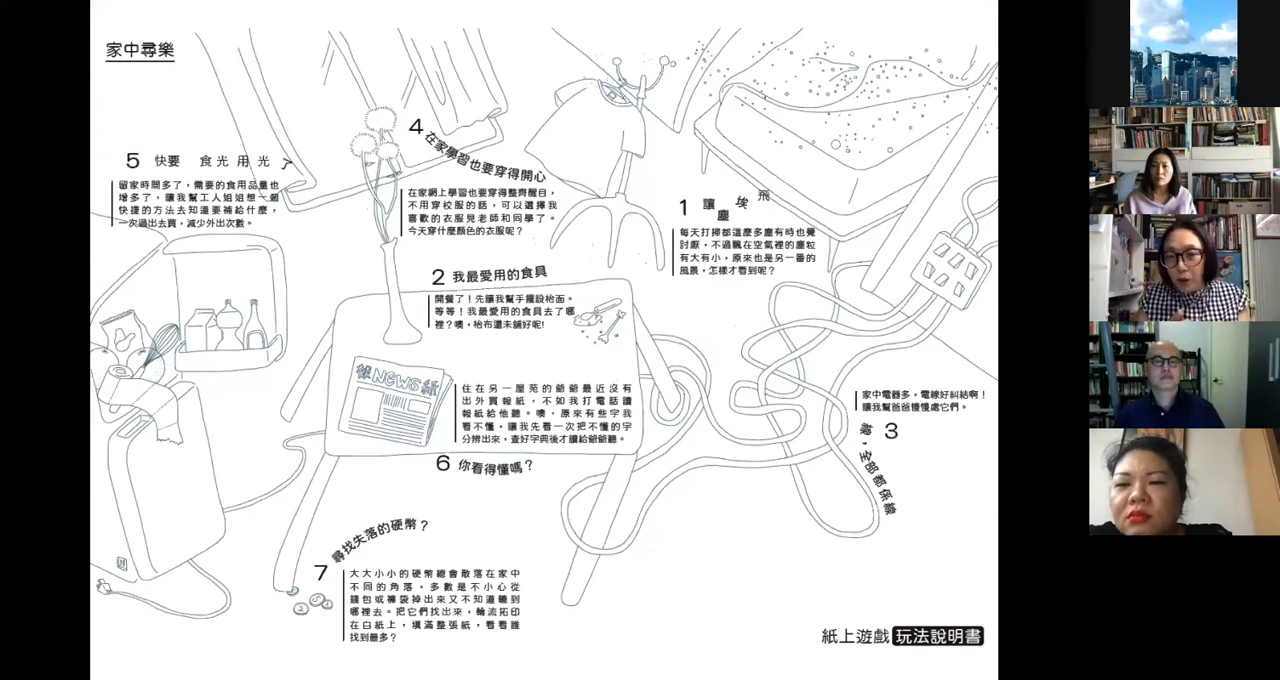 家中尋樂
1 讓塵埃飛
每天打掃都這麼多塵有時也覺
討厭，不過飄在空氣裡的塵粒
有大有小，原來也是另一番的
風景，怎樣才看到呢？
2 我最愛用的食具
開餐了！先讓我幫手擺設枱面。
等等！我最愛用的食具去了哪
裡？噢，枱布還未舖好呢!
家中電器多，電線好糾結啊！
讓我幫爸爸慢慢處它們。
3
線，全部都係線
4 在家學習也要穿得開心
在家網上學習也要穿得整齊醒目，
不用穿校服的話，可以選擇我
喜歡的衣服見老師和同學了。
今天穿什麼顏色的衣服呢？
5 快要 食光用光了
留家時間多了，需要的食用品量也
增多了，讓我幫工人姐姐想一個
快捷的方法去知道要補給什麼，
一次過出去買，減少外出次數。
報NEWS紙
住在另一屋苑的爺爺最近沒有
出外買報紙，不如我打電話讀
報紙給他聽。噢，原來有些字我
看不懂，讓我先看一次把不懂的字
分辨出來，查好字典後才讀給爺爺聽。
6 你看得懂嗎？
7 尋找失落的硬幣？
大大小小的硬幣總會散落在家中
不同的角落，多數是不小心從
錢包或褲袋掉出來又不知道轆到
哪裡去。把它們找出來，輪流拓印
在白紙上，填滿整張紙，看看誰
找到最多？
紙上遊戲 玩法說明書